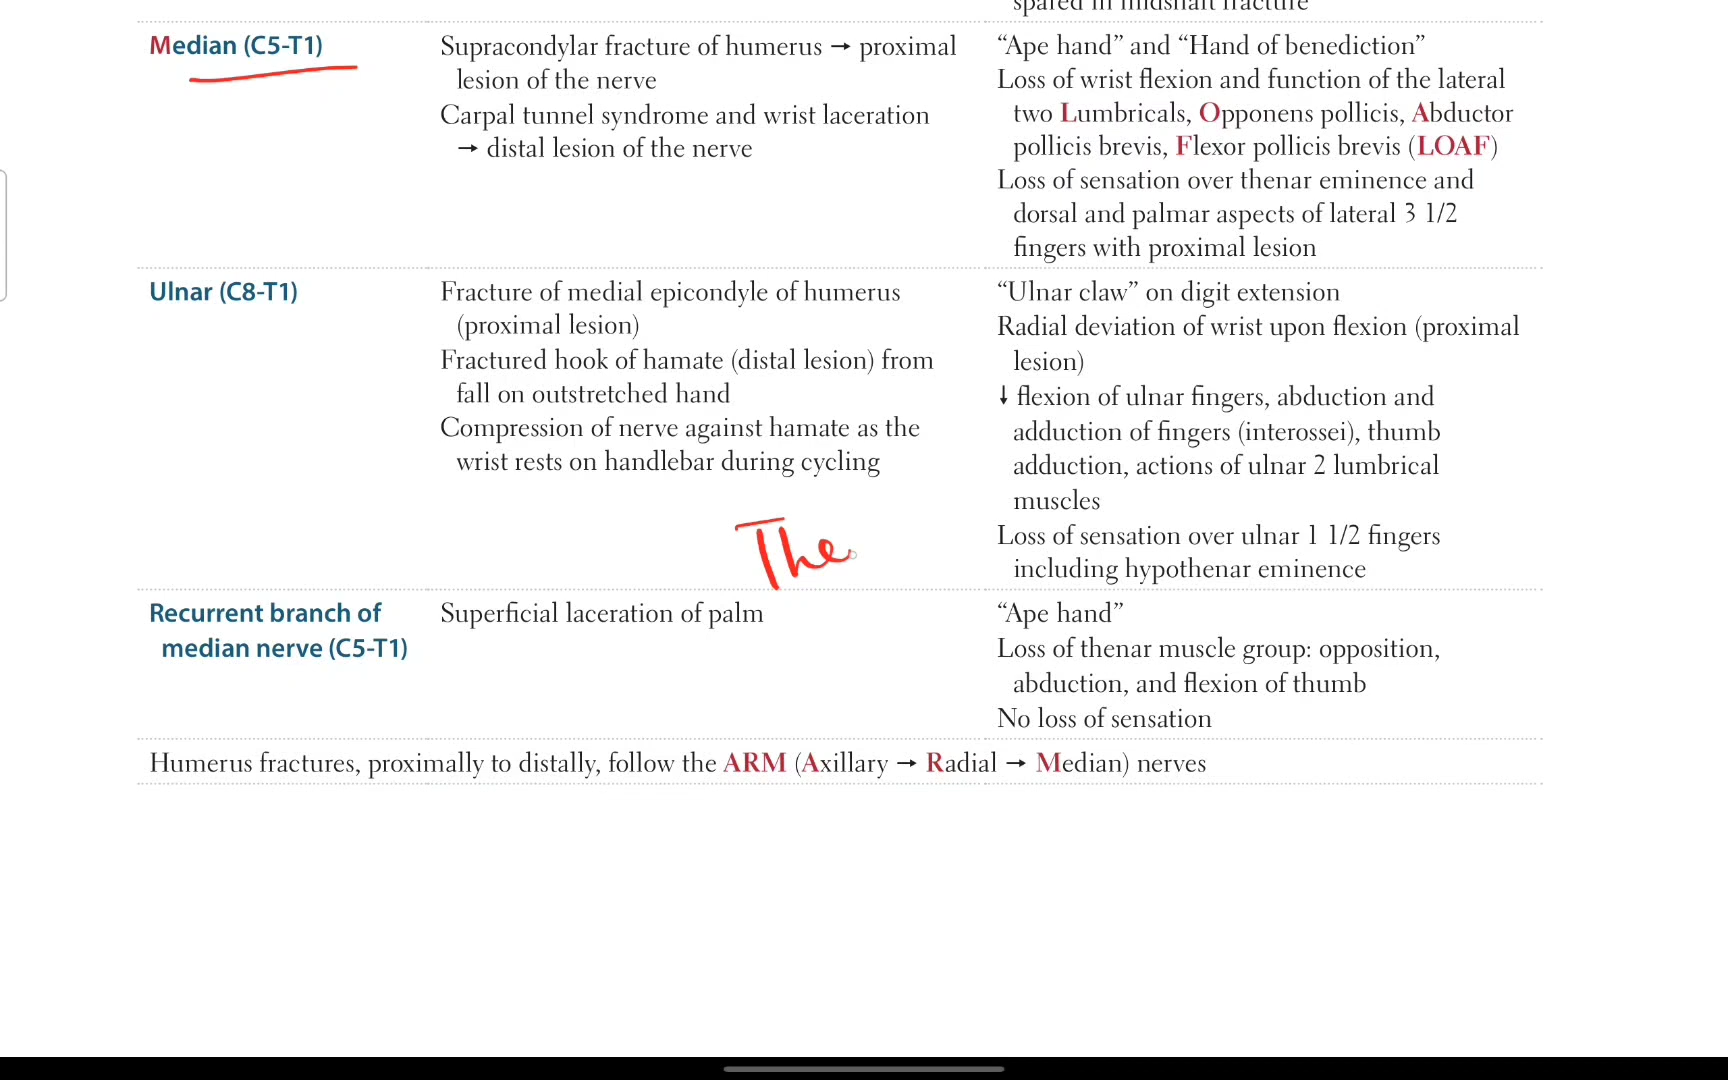 spared in midshaft fracture
Median (C5-T1)
Supracondylar fracture of humerus → proximal
lesion of the nerve
Carpal tunnel syndrome and wrist laceration
→ distal lesion of the nerve
“Ape hand” and “Hand of benediction”
Loss of wrist flexion and function of the lateral
two Lumbricals, Opponens pollicis, Abductor
pollicis brevis, Flexor pollicis brevis (LOAF)
Loss of sensation over thenar eminence and
dorsal and palmar aspects of lateral 3 1/2
fingers with proximal lesion
Ulnar (C8-T1)
Fracture of medial epicondyle of humerus
(proximal lesion)
Fractured hook of hamate (distal lesion) from
fall on outstretched hand
Compression of nerve against hamate as the
wrist rests on handlebar during cycling
The
“Ulnar claw” on digit extension
Radial deviation of wrist upon flexion (proximal
lesion)
↓ flexion of ulnar fingers, abduction and
adduction of fingers (interossei), thumb
adduction, actions of ulnar 2 lumbrical
muscles
Loss of sensation over ulnar 1 1/2 fingers
including hypothenar eminence
Recurrent branch of
median nerve (C5-T1)
Superficial laceration of palm
“Ape hand”
Loss of thenar muscle group: opposition,
abduction, and flexion of thumb
No loss of sensation
Humerus fractures, proximally to distally, follow the ARM (Axillary → Radial → Median) nerves